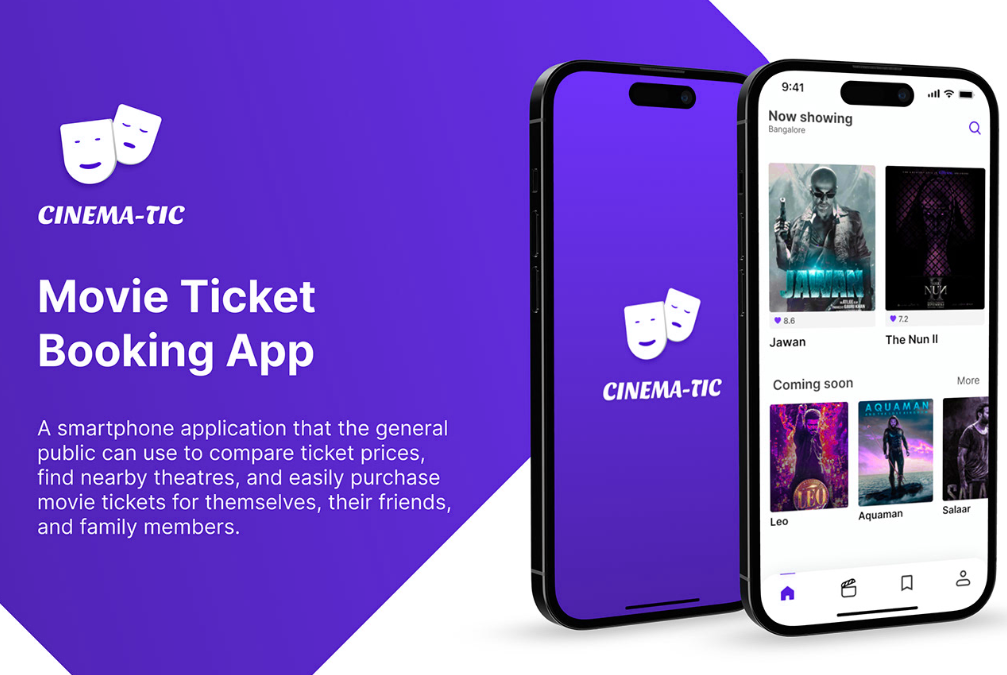 CINEMA-TIC
Movie Ticket
Booking App
A smartphone application that the general
public can use to compare ticket prices,
find nearby theatres, and easily purchase
movie tickets for themselves, their friends,
and family members.
CINEMA-TIC
9:41
Now showing
Bangalore
JAWAN
THE
NUN
8.6
7.2
Jawan
The Nun II
Coming soon
More
LEO
AQUAMAN
SALA
Leo
Aquaman
Salaar